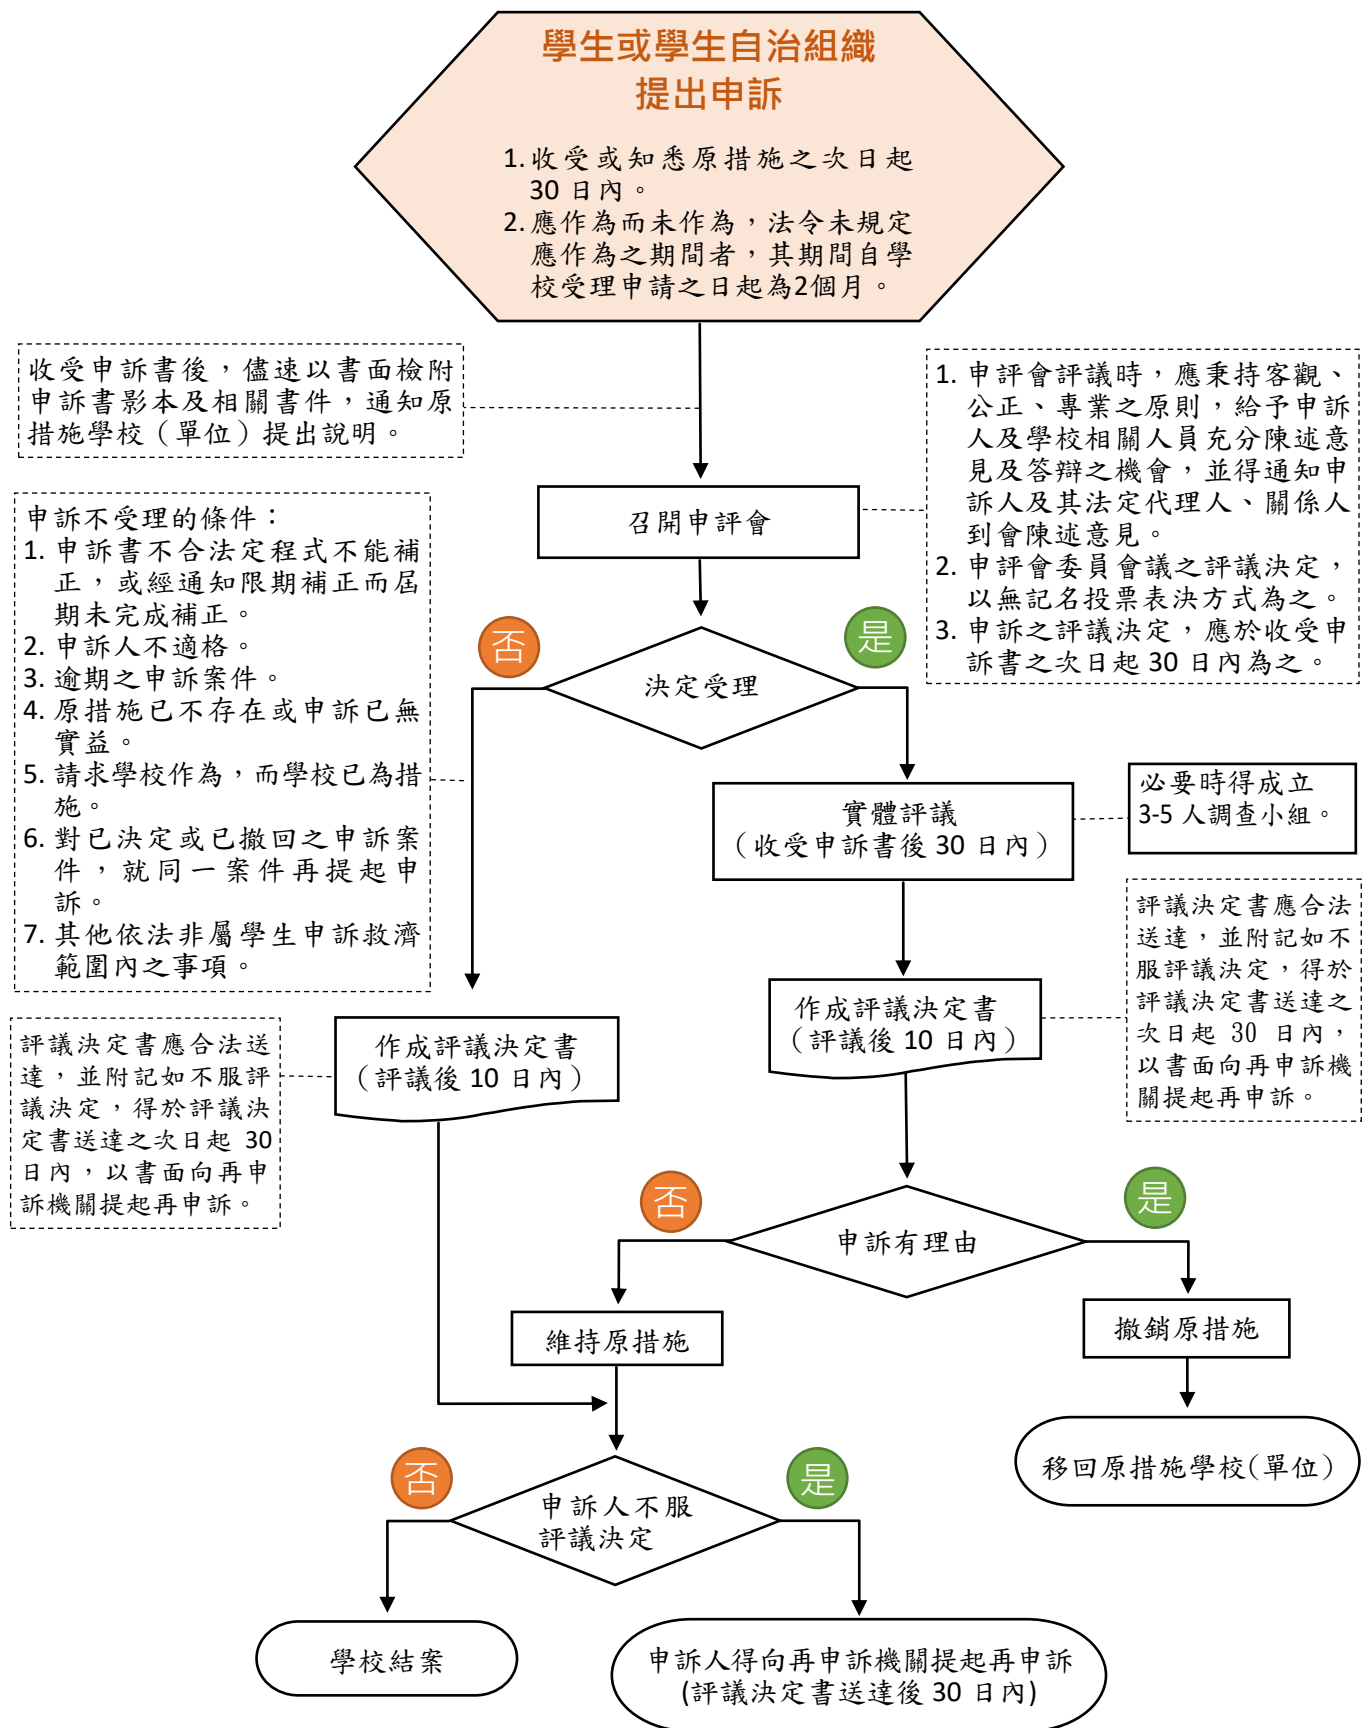 學生或學生自治組織
提出申訴
1. 收受或知悉原措施之次日起
30 日內。
2. 應作為而未作為，法令未規定
應作為之期間者，其期間自學
校受理申請之日起為2個月。
收受申訴書後，儘速以書面檢附
申訴書影本及相關書件，通知原
措施學校（單位）提出說明。
1. 申評會評議時，應秉持客觀、
公正、專業之原則，給予申訴
人及學校相關人員充分陳述意
見及答辯之機會，並得通知申
訴人及其法定代理人、關係人
到會陳述意見。
2. 申評會委員會議之評議決定，
以無記名投票表決方式為之。
3. 申訴之評議決定，應於收受申
訴書之次日起 30 日內為之。
召開申評會
申訴不受理的條件：
1. 申訴書不合法定程式不能補
正，或經通知限期補正而屆
期未完成補正。
2. 申訴人不適格。
3. 逾期之申訴案件。
4. 原措施已不存在或申訴已無
實益。
5. 請求學校作為，而學校已為措
施。
6. 對已決定或已撤回之申訴案
件，就同一案件再提起申
訴。
7. 其他依法非屬學生申訴救濟
範圍內之事項。
否
是
決定受理
實體評議
（收受申訴書後 30 日內）
必要時得成立
3-5 人調查小組。
評議決定書應合法
送達，並附記如不
服評議決定，得於
評議決定書送達之
次日起 30 日內，
以書面向再申訴機
關提起再申訴。
作成評議決定書
（評議後 10 日內）
評議決定書應合法送
達，並附記如不服評
議決定，得於評議決
定書送達之次日起 30
日內，以書面向再申
訴機關提起再申訴。
作成評議決定書
（評議後 10 日內）
否
是
申訴有理由
維持原措施
撤銷原措施
移回原措施學校(單位)
否
是
申訴人不服
評議決定
學校結案
申訴人得向再申訴機關提起再申訴
(評議決定書送達後 30 日內)